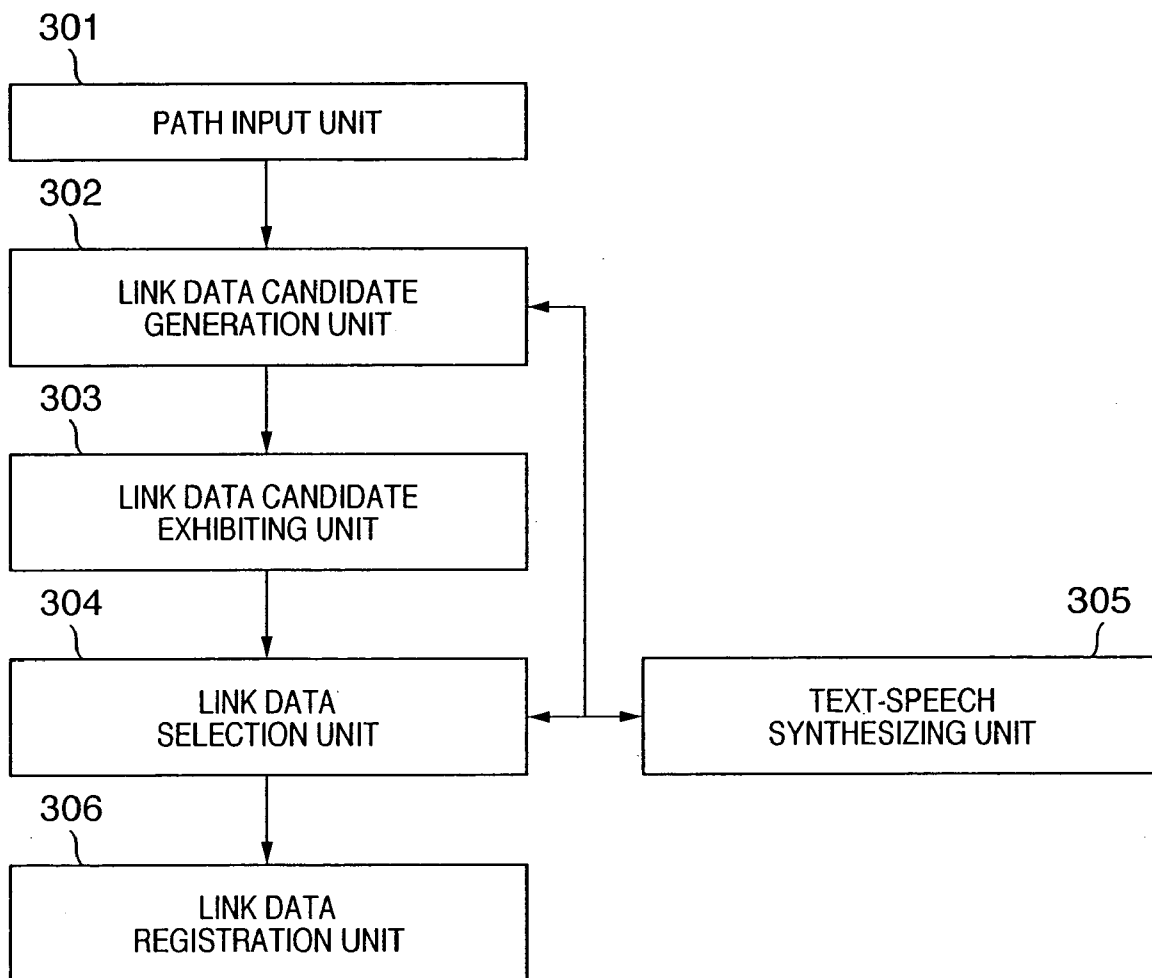 301
PATH INPUT UNIT
302
LINK DATA CANDIDATE
GENERATION UNIT
303
LINK DATA CANDIDATE
EXHIBITING UNIT
304
LINK DATA
SELECTION UNIT
305
TEXT-SPEECH
SYNTHESIZING UNIT
306
LINK DATA
REGISTRATION UNIT